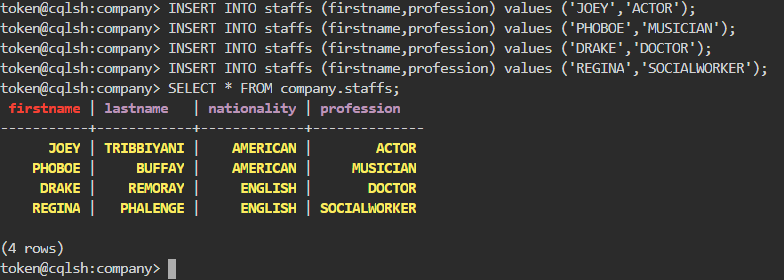 token@cqlsh:company> INSERT INTO staffs (firstname,profession) values ('JOEY','ACTOR');
token@cqlsh:company> INSERT INTO staffs (firstname,profession) values ('PHOBOE','MUSICIAN');
token@cqlsh:company> INSERT INTO staffs (firstname,profession) values ('DRAKE','DOCTOR');
token@cqlsh:company> INSERT INTO staffs (firstname,profession) values ('REGINA','SOCIALWORKER');
token@cqlsh:company> SELECT * FROM company.staffs;
firstname | lastname | nationality | profession
-----------+------------+-------------+--------------
JOEY | TRIBBIYANI | AMERICAN | ACTOR
PHOBOE | BUFFAY | AMERICAN | MUSICIAN
DRAKE | REMORAY | ENGLISH | DOCTOR
REGINA | PHALENGE | ENGLISH | SOCIALWORKER
(4 rows)
token@cqlsh:company>